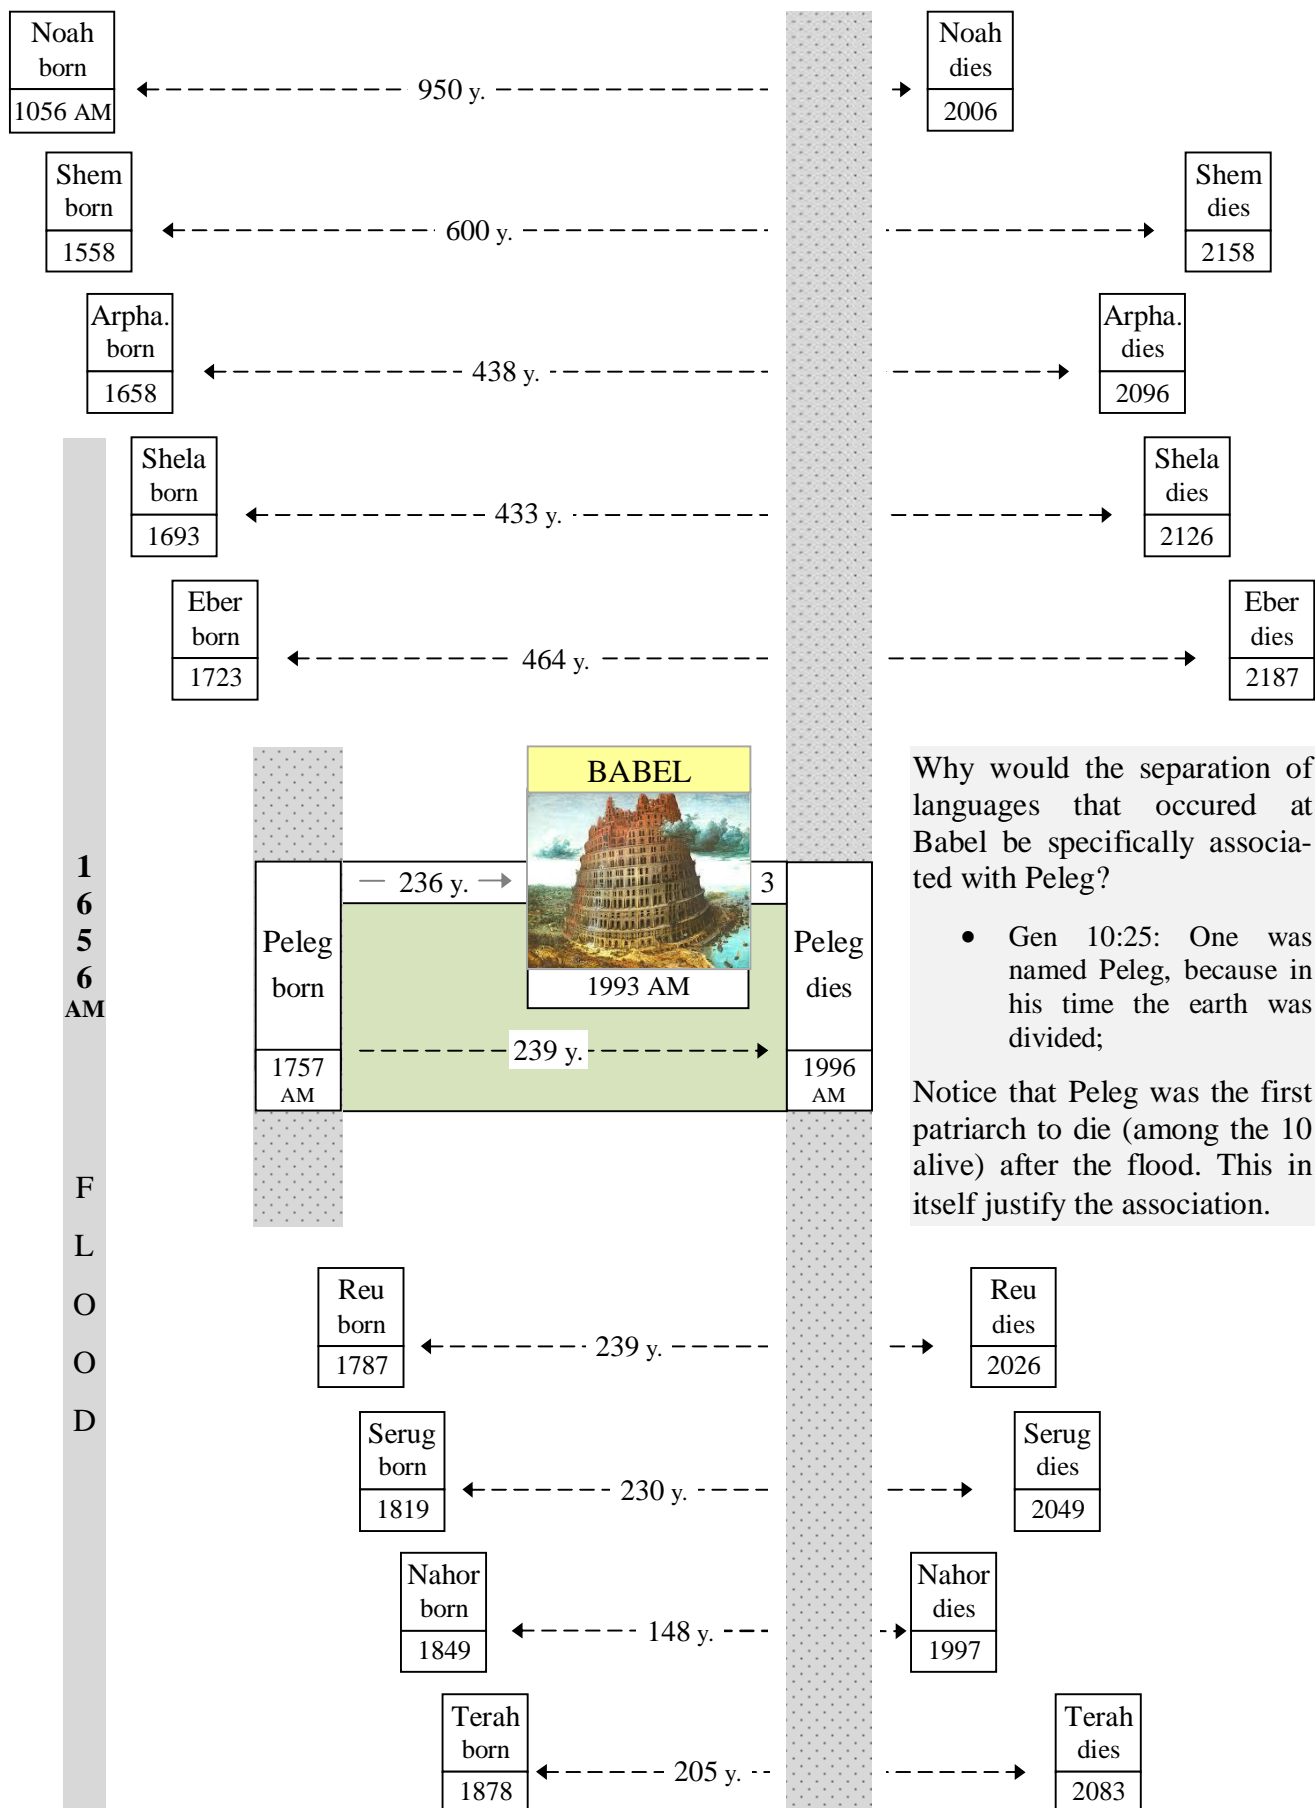 Noah
born
1056 AM
950 y.
Noah
dies
2006
Shem
born
1558
600 y.
Shem
dies
2158
Arpha.
born
1658
438 y.
Arpha.
dies
2096
Shela
born
1693
433 y.
Shela
dies
2126
Eber
born
1723
464 y.
Eber
dies
2187
1
6
5
6
AM
F
L
O
O
D
Peleg
born
1757
AM
236 y.
BABEL
1993 AM
3
239 y.
Peleg
dies
1996
AM
Why would the separation of
languages that occured at
Babel be specifically associa-
ted with Peleg?
• Gen 10:25: One was
named Peleg, because in
his time the earth was
divided;
Notice that Peleg was the first
patriarch to die (among the 10
alive) after the flood. This in
itself justify the association.
Reu
born
1787
239 y.
Reu
dies
2026
Serug
born
1819
230 y.
Serug
dies
2049
Nahor
born
1849
148 y.
Nahor
dies
1997
Terah
born
1878
205 y.
Terah
dies
2083